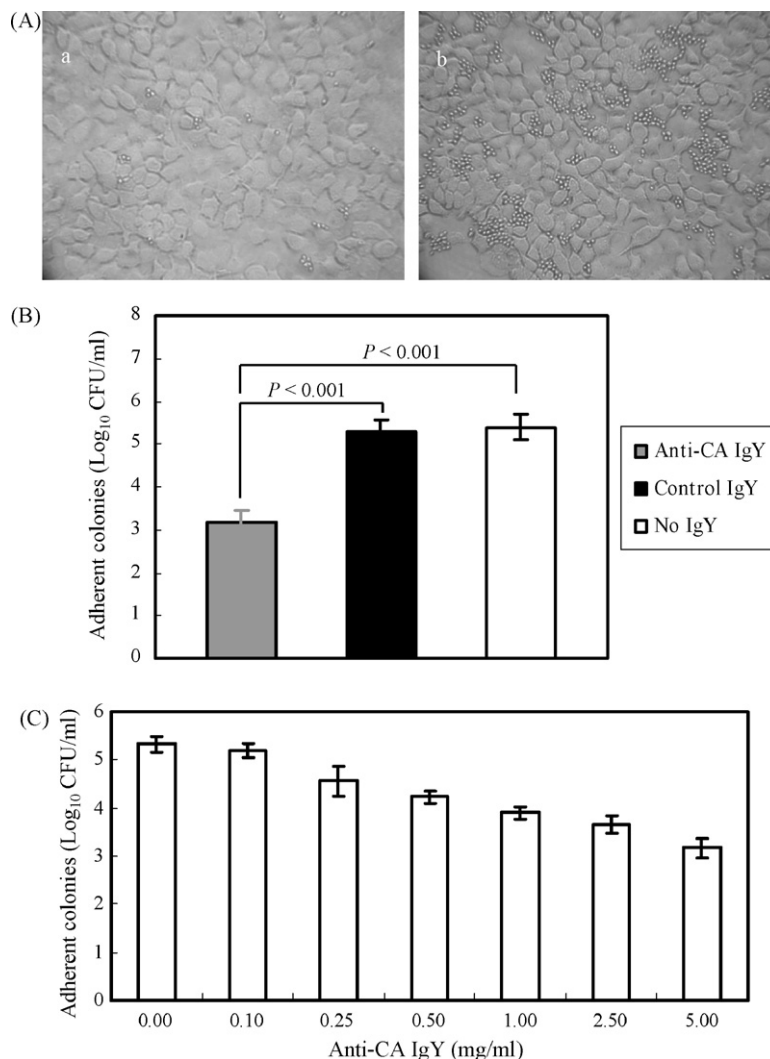 (A)
a
b
(B)
Adherent colonies (Log₁₀ CFU/ml)
8
7
6
5
4
3
2
1
0
P < 0.001
P < 0.001
Anti-CA IgY
Control IgY
No IgY
(C)
Adherent colonies (Log₁₀ CFU/ml)
6
5
4
3
2
1
0
0.00 0.10 0.25 0.50 1.00 2.50 5.00
Anti-CA IgY (mg/ml)